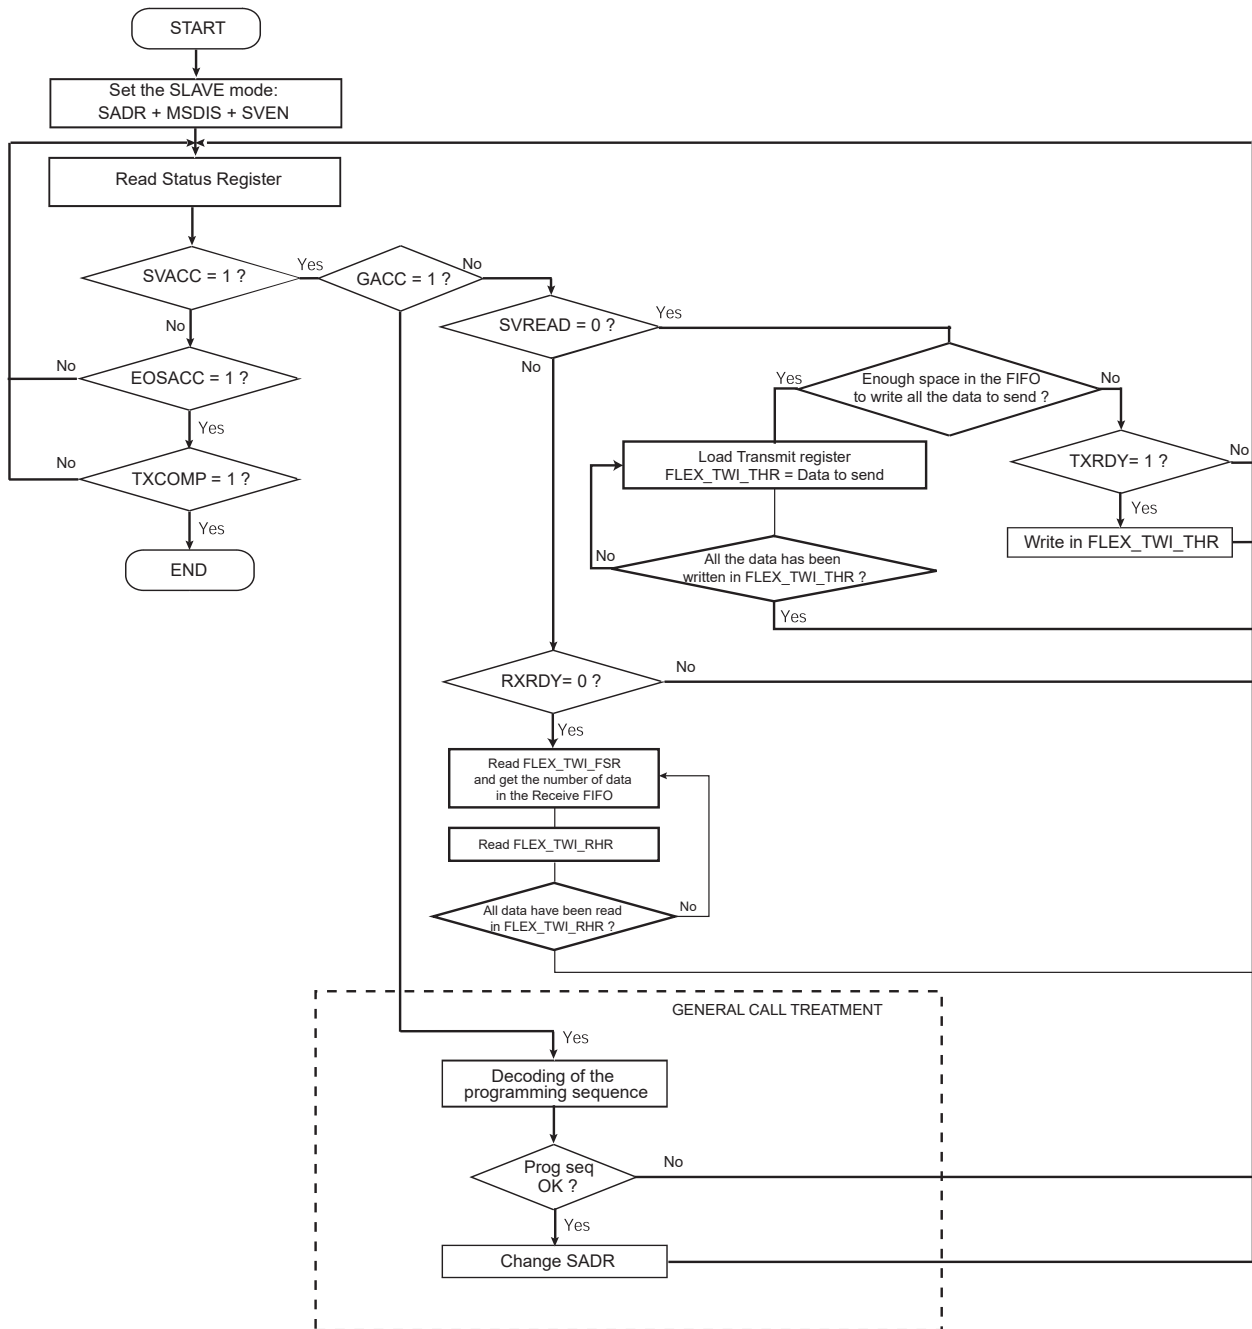 START
Set the SLAVE mode:
SADR + MSDIS + SVEN
Read Status Register
SVACC = 1 ?
Yes
GACC = 1 ?
No
SVREAD = 0 ?
Yes
No
No
No
EOSACC = 1 ?
Yes
Enough space in the FIFO
to write all the data to send ?
No
Yes
Load Transmit register
FLEX_TWI_THR = Data to send
TXRDY= 1 ?
No
No
TXCOMP = 1 ?
Yes
Write in FLEX_TWI_THR
Yes
END
No
All the data has been
written in FLEX_TWI_THR ?
Yes
RXRDY= 0 ?
No
Yes
Read FLEX_TWI_FSR
and get the number of data
in the Receive FIFO
Read FLEX_TWI_RHR
All data have been read
in FLEX_TWI_RHR ?
No
GENERAL CALL TREATMENT
Yes
Decoding of the
programming sequence
Prog seq
OK ?
No
Yes
Change SADR